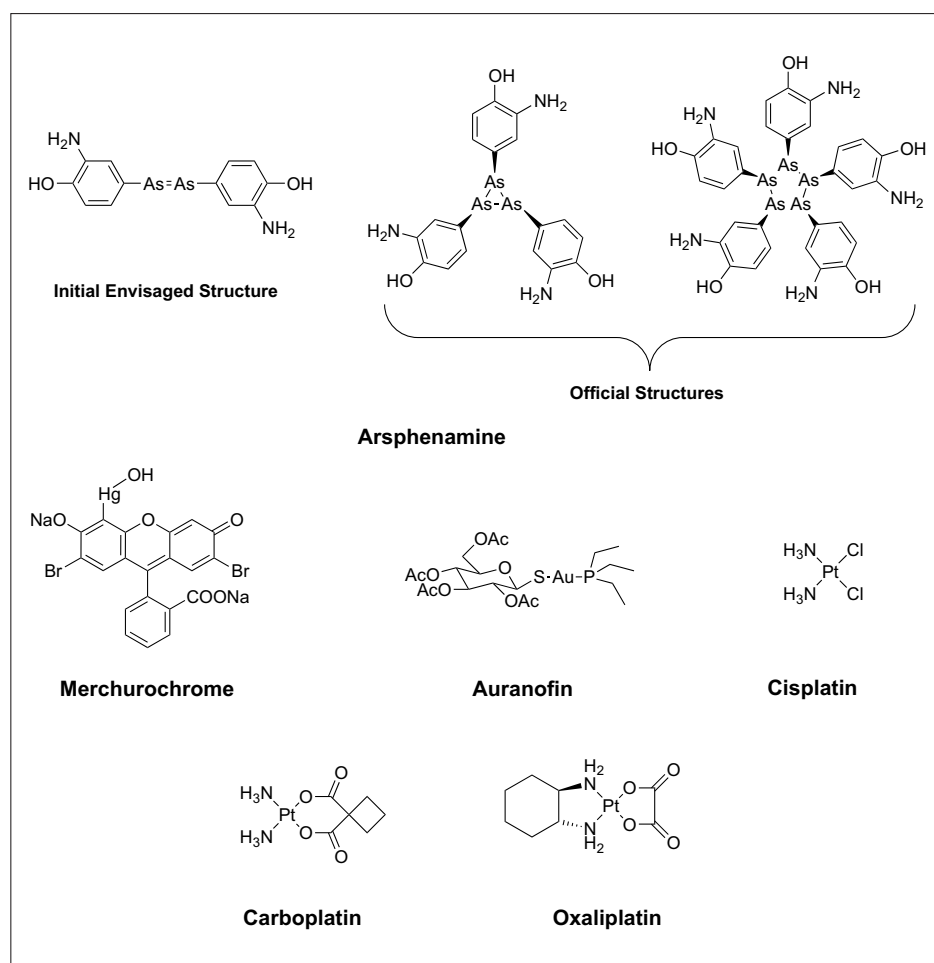 OH
NH2
H2N
HO
As=As
OH
NH2
Initial Envisaged Structure
As
As
As
H2N
HO
H2N
OH
OH
NH2
H2N
HO
OH
NH2
As
As
As
As
As
H2N
HO
NH2
OH
H2N
OH
Official Structures
Arsphenamine
OH
Hg
NaO
O
O
Br
Br
COONa
Merchurochrome
OAc
O
AcO
AcO
OAc
S-Au-P
Auranofin
H3N
Cl
Pt
H3N
Cl
Cisplatin
O
H3N
O
Pt
H3N
O
O
Carboplatin
H2
N
O
O
Pt
N
O
O
H2
Oxaliplatin